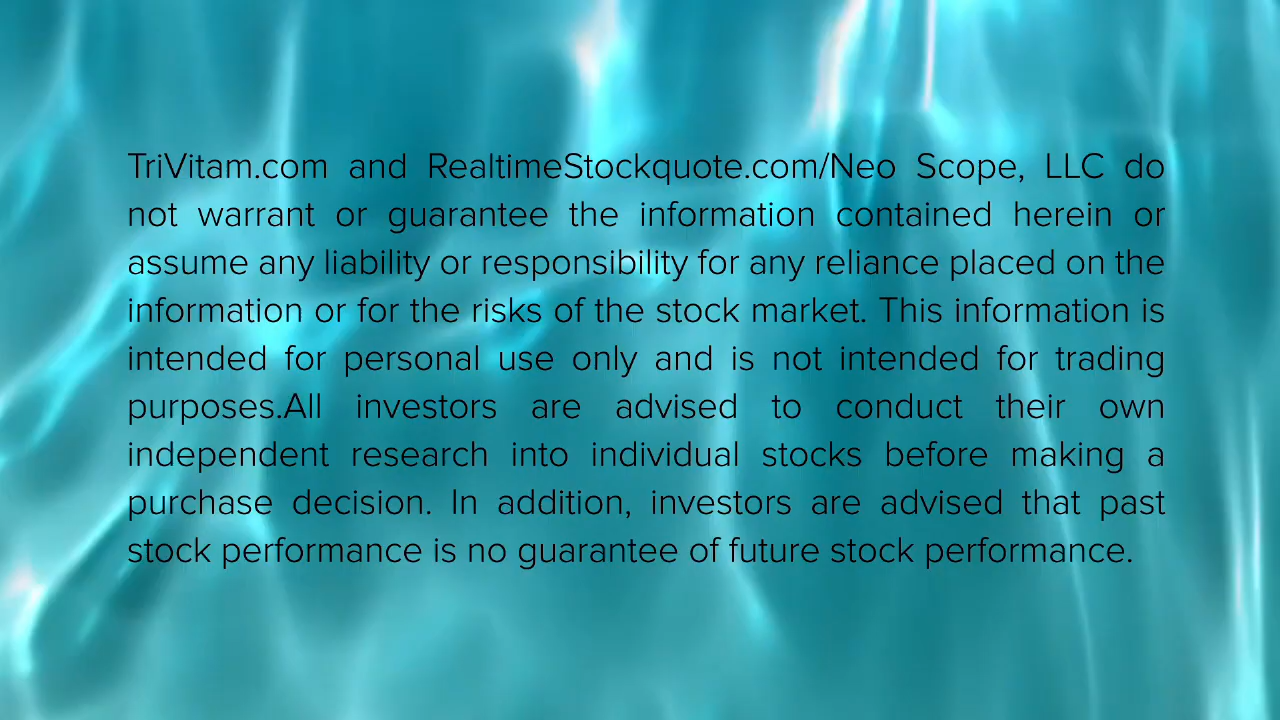 TriVitam.com and RealtimeStockquote.com/Neo Scope, LLC do
not warrant or guarantee the information contained herein or
assume any liability or responsibility for any reliance placed on the
information or for the risks of the stock market. This information is
intended for personal use only and is not intended for trading
purposes.All investors are advised to conduct their own
independent research into individual stocks before making a
purchase decision. In addition, investors are advised that past
stock performance is no guarantee of future stock performance.